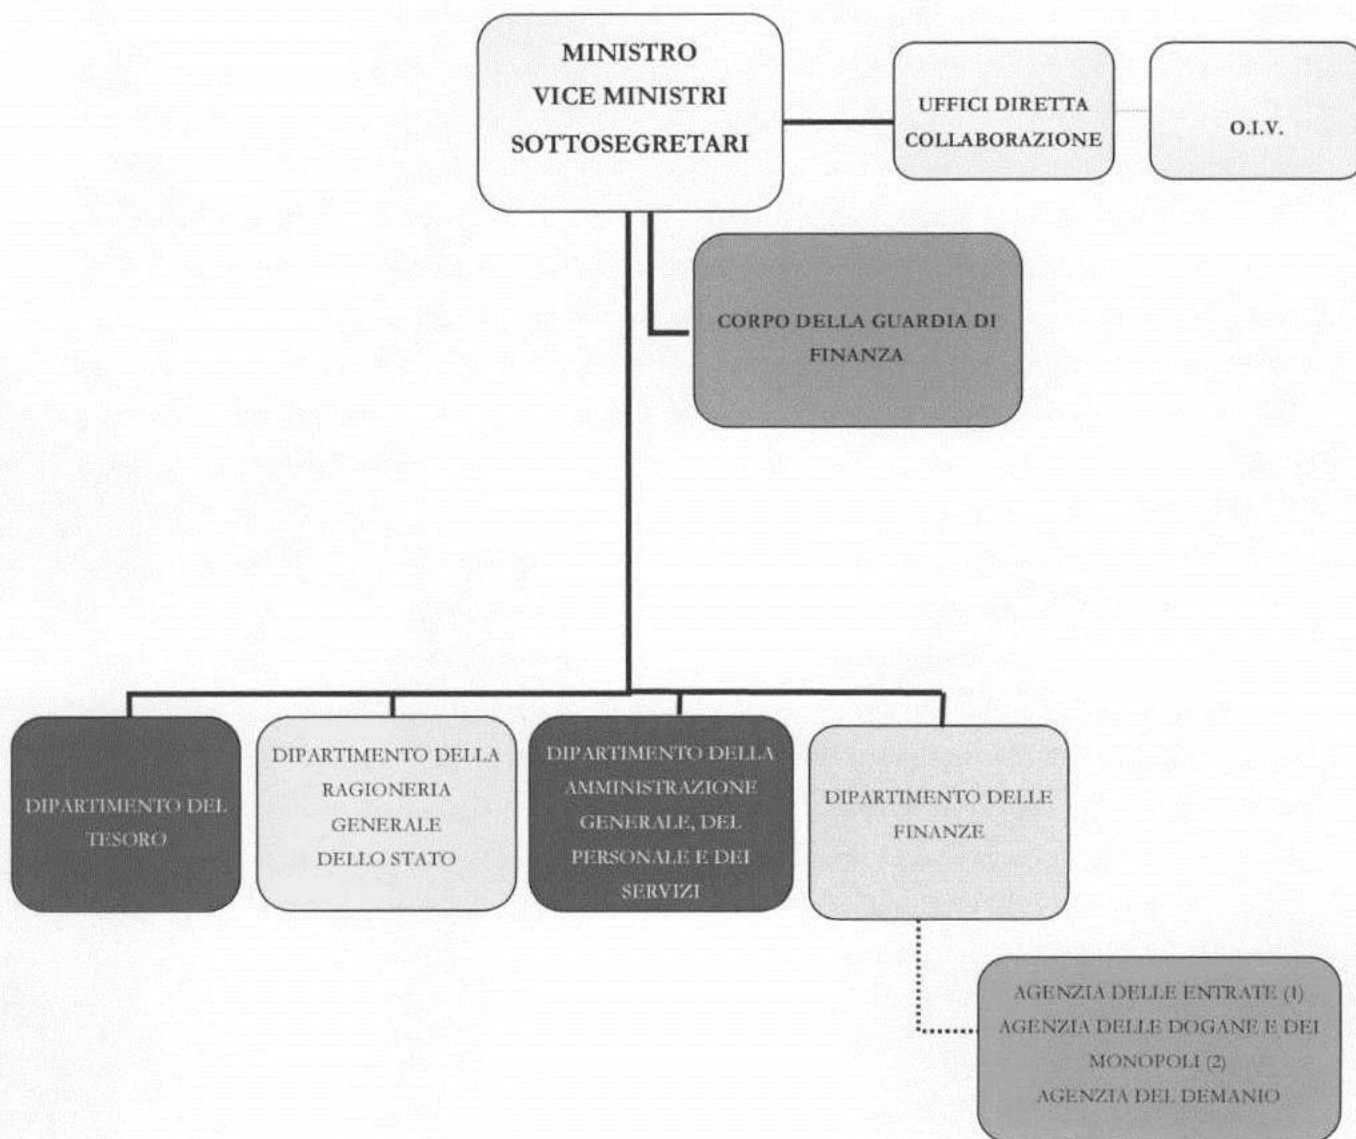 MINISTRO
VICE MINISTRI
SOTTOSEGRETARI
UFFICI DIRETTA
COLLABORAZIONE
O.I.V.
CORPO DELLA GUARDIA DI
FINANZA
DIPARTIMENTO DEL
TESORO
DIPARTIMENTO DELLA
RAGIONERIA
GENERALE
DELLO STATO
DIPARTIMENTO DELLA
AMMINISTRAZIONE
GENERALE, DEL
PERSONALE E DEI
SERVIZI
DIPARTIMENTO DELLE
FINANZE
AGENZIA DELLE ENTRATE (1)
AGENZIA DELLE DOGANE E DEI
MONOPOLI (2)
AGENZIA DEL DEMANIO